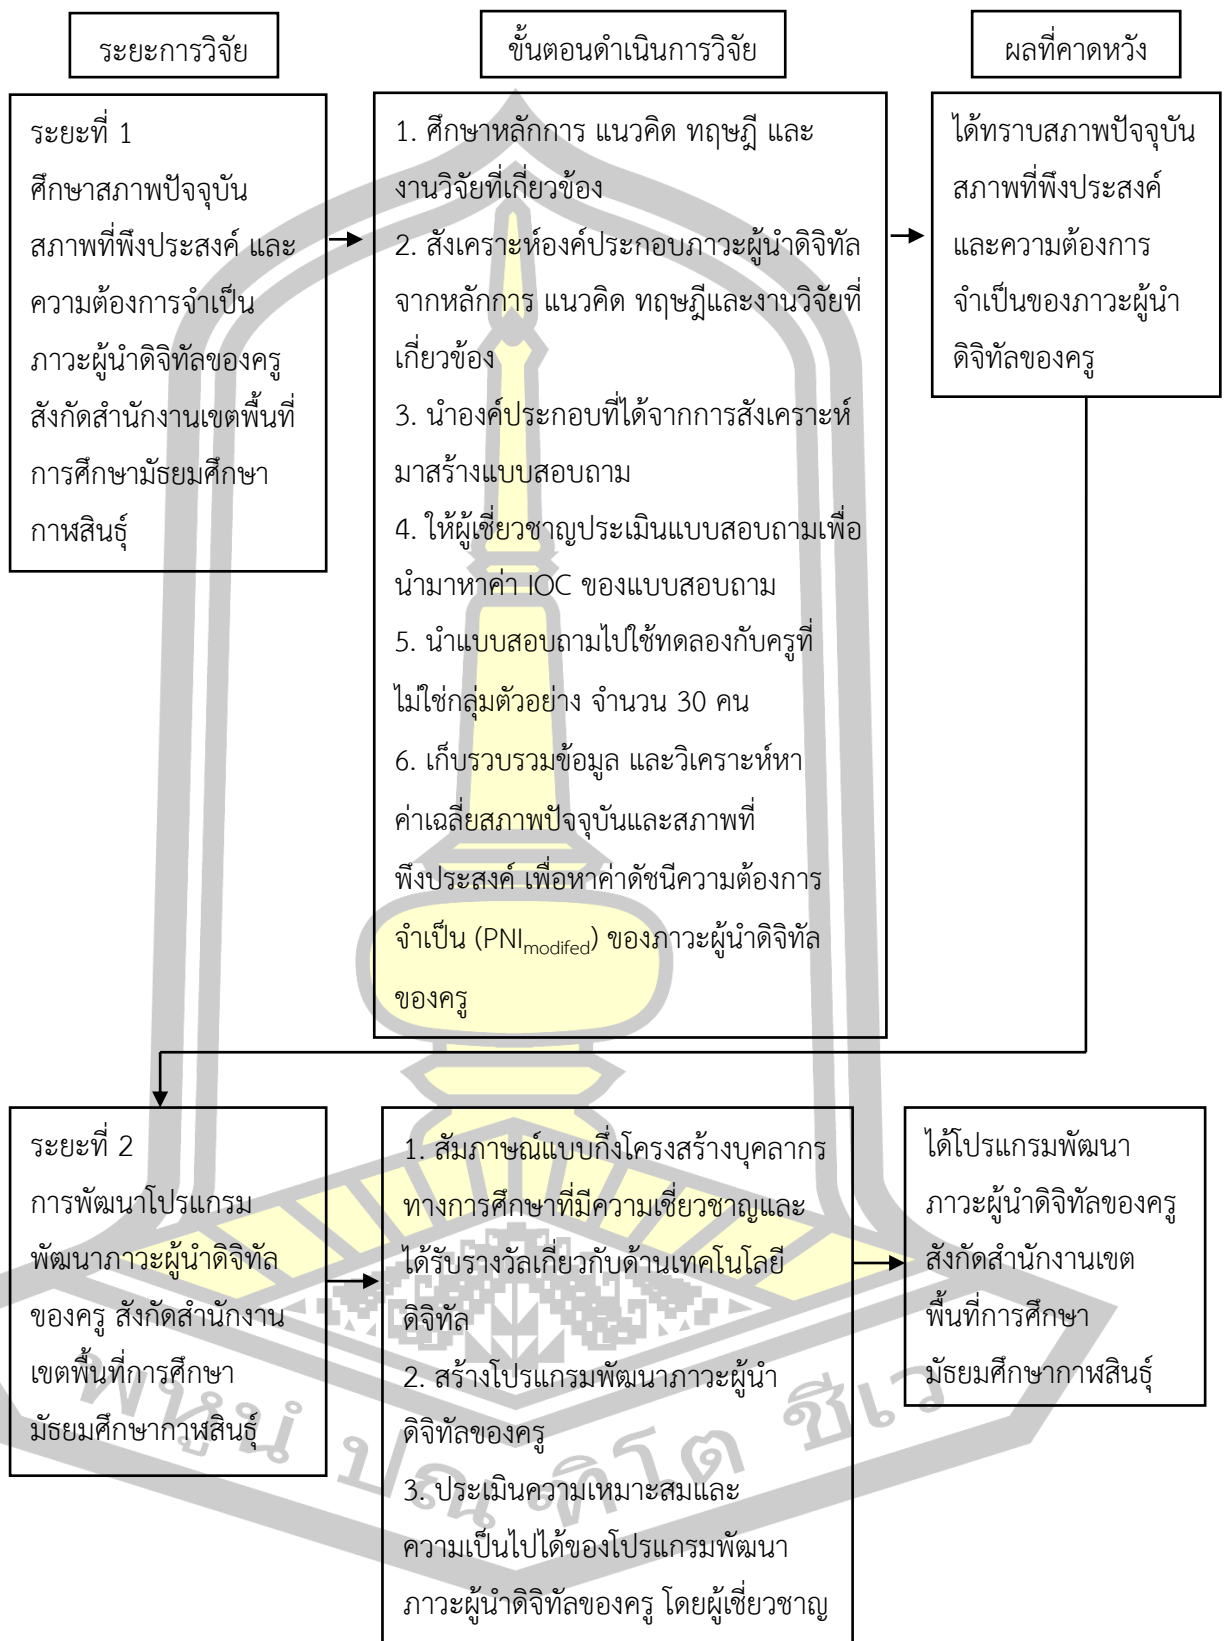 ระยะการวิจัย
ขั้นตอนดำเนินการวิจัย
ผลที่คาดหวัง
ระยะที่ 1
ศึกษาสภาพปัจจุบัน
สภาพที่พึงประสงค์ และ
ความต้องการจำเป็น
ภาวะผู้นำดิจิทัลของครู
สังกัดสำนักงานเขตพื้นที่
การศึกษามัธยมศึกษา
กาฬสินธุ์
1. ศึกษาหลักการ แนวคิด ทฤษฎี และ
งานวิจัยที่เกี่ยวข้อง
2. สังเคราะห์องค์ประกอบภาวะผู้นำดิจิทัล
จากหลักการ แนวคิด ทฤษฎีและงานวิจัยที่
เกี่ยวข้อง
3. นำองค์ประกอบที่ได้จากการสังเคราะห์
มาสร้างแบบสอบถาม
4. ให้ผู้เชี่ยวชาญประเมินแบบสอบถามเพื่อ
นำมาหาค่า IOC ของแบบสอบถาม
5. นำแบบสอบถามไปใช้ทดลองกับครูที่
ไม่ใช่กลุ่มตัวอย่าง จำนวน 30 คน
6. เก็บรวบรวมข้อมูล และวิเคราะห์หา
ค่าเฉลี่ยสภาพปัจจุบันและสภาพที่
พึงประสงค์ เพื่อหาค่าดัชนีความต้องการ
จำเป็น (PNImodifed) ของภาวะผู้นำดิจิทัล
ของครู
ได้ทราบสภาพปัจจุบัน
สภาพที่พึงประสงค์
และความต้องการ
จำเป็นของภาวะผู้นำ
ดิจิทัลของครู
ระยะที่ 2
การพัฒนาโปรแกรม
พัฒนาภาวะผู้นำดิจิทัล
ของครู สังกัดสำนักงาน
เขตพื้นที่การศึกษา
มัธยมศึกษากาฬสินธุ์
1. สัมภาษณ์แบบกึ่งโครงสร้างบุคลากร
ทางการศึกษาที่มีความเชี่ยวชาญและ
ได้รับรางวัลเกี่ยวกับด้านเทคโนโลยี
ดิจิทัล
2. สร้างโปรแกรมพัฒนาภาวะผู้นำ
ดิจิทัลของครู
3. ประเมินความเหมาะสมและ
ความเป็นไปได้ของโปรแกรมพัฒนา
ภาวะผู้นำดิจิทัลของครู โดยผู้เชี่ยวชาญ
ได้โปรแกรมพัฒนา
ภาวะผู้นำดิจิทัลของครู
สังกัดสำนักงานเขต
พื้นที่การศึกษา
มัธยมศึกษากาฬสินธุ์
พหูนํ ปณฺฑิโต ชีเว